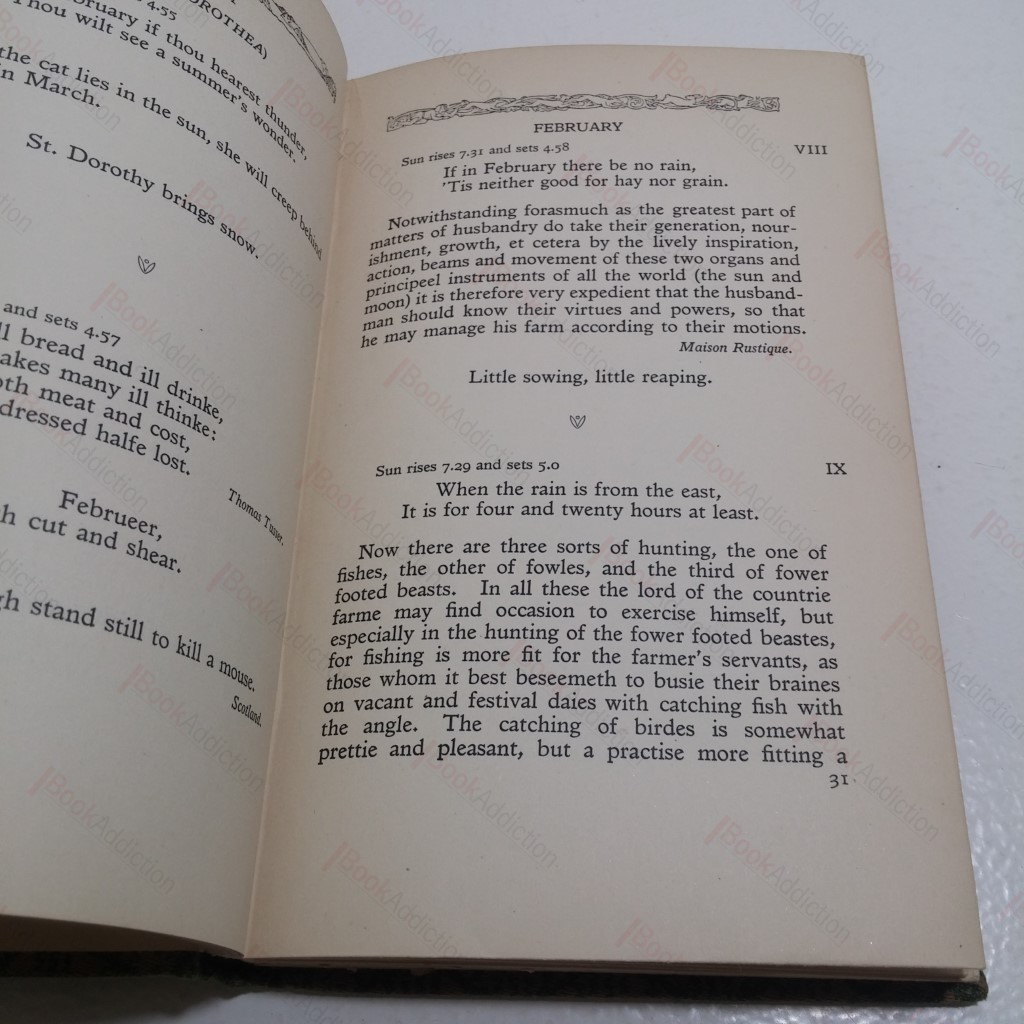 s 4.55
OROTHEA)
bruary if thou hearest thunder,
Thou wilt see a summer's wonder.
the cat lies in the sun, she will creep behind
in March.
St. Dorothy brings snow.
and sets 4.57
ll bread and ill drinke,
akes many ill thinke:
oth meat and cost,
dressed halfe lost.
Thomas Tusser.
Februeer,
h cut and shear.
gh stand still to kill a mouse.
Scotland.
FEBRUARY
Sun rises 7.31 and sets 4.58 VIII
If in February there be no rain,
'Tis neither good for hay nor grain.
Notwithstanding forasmuch as the greatest part of
matters of husbandry do take their generation, nour-
ishment, growth, et cetera by the lively inspiration,
action, beams and movement of these two organs and
principeel instruments of all the world (the sun and
moon) it is therefore very expedient that the husband-
man should know their virtues and powers, so that
he may manage his farm according to their motions.
Maison Rustique.
Little sowing, little reaping.
Sun rises 7.29 and sets 5.0 IX
When the rain is from the east,
It is for four and twenty hours at least.
Now there are three sorts of hunting, the one of
fishes, the other of fowles, and the third of fower
footed beasts. In all these the lord of the countrie
farme may find occasion to exercise himself, but
especially in the hunting of the fower footed beastes,
for fishing is more fit for the farmer's servants, as
those whom it best beseemeth to busie their braines
on vacant and festival daies with catching fish with
the angle. The catching of birdes is somewhat
prettie and pleasant, but a practise more fitting a
31
BookAddiction